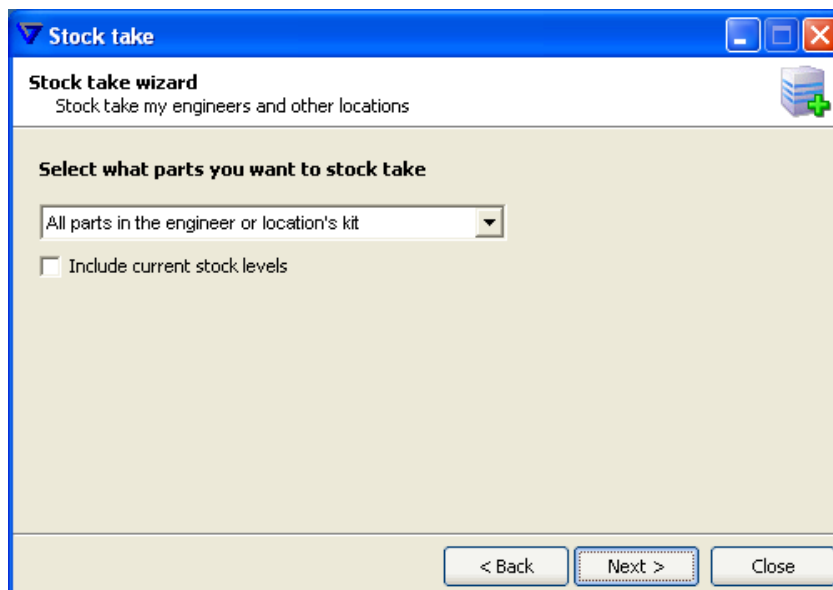 Stock take
Stock take wizard
Stock take my engineers and other locations
Select what parts you want to stock take
All parts in the engineer or location's kit
Include current stock levels
< Back Next > Close